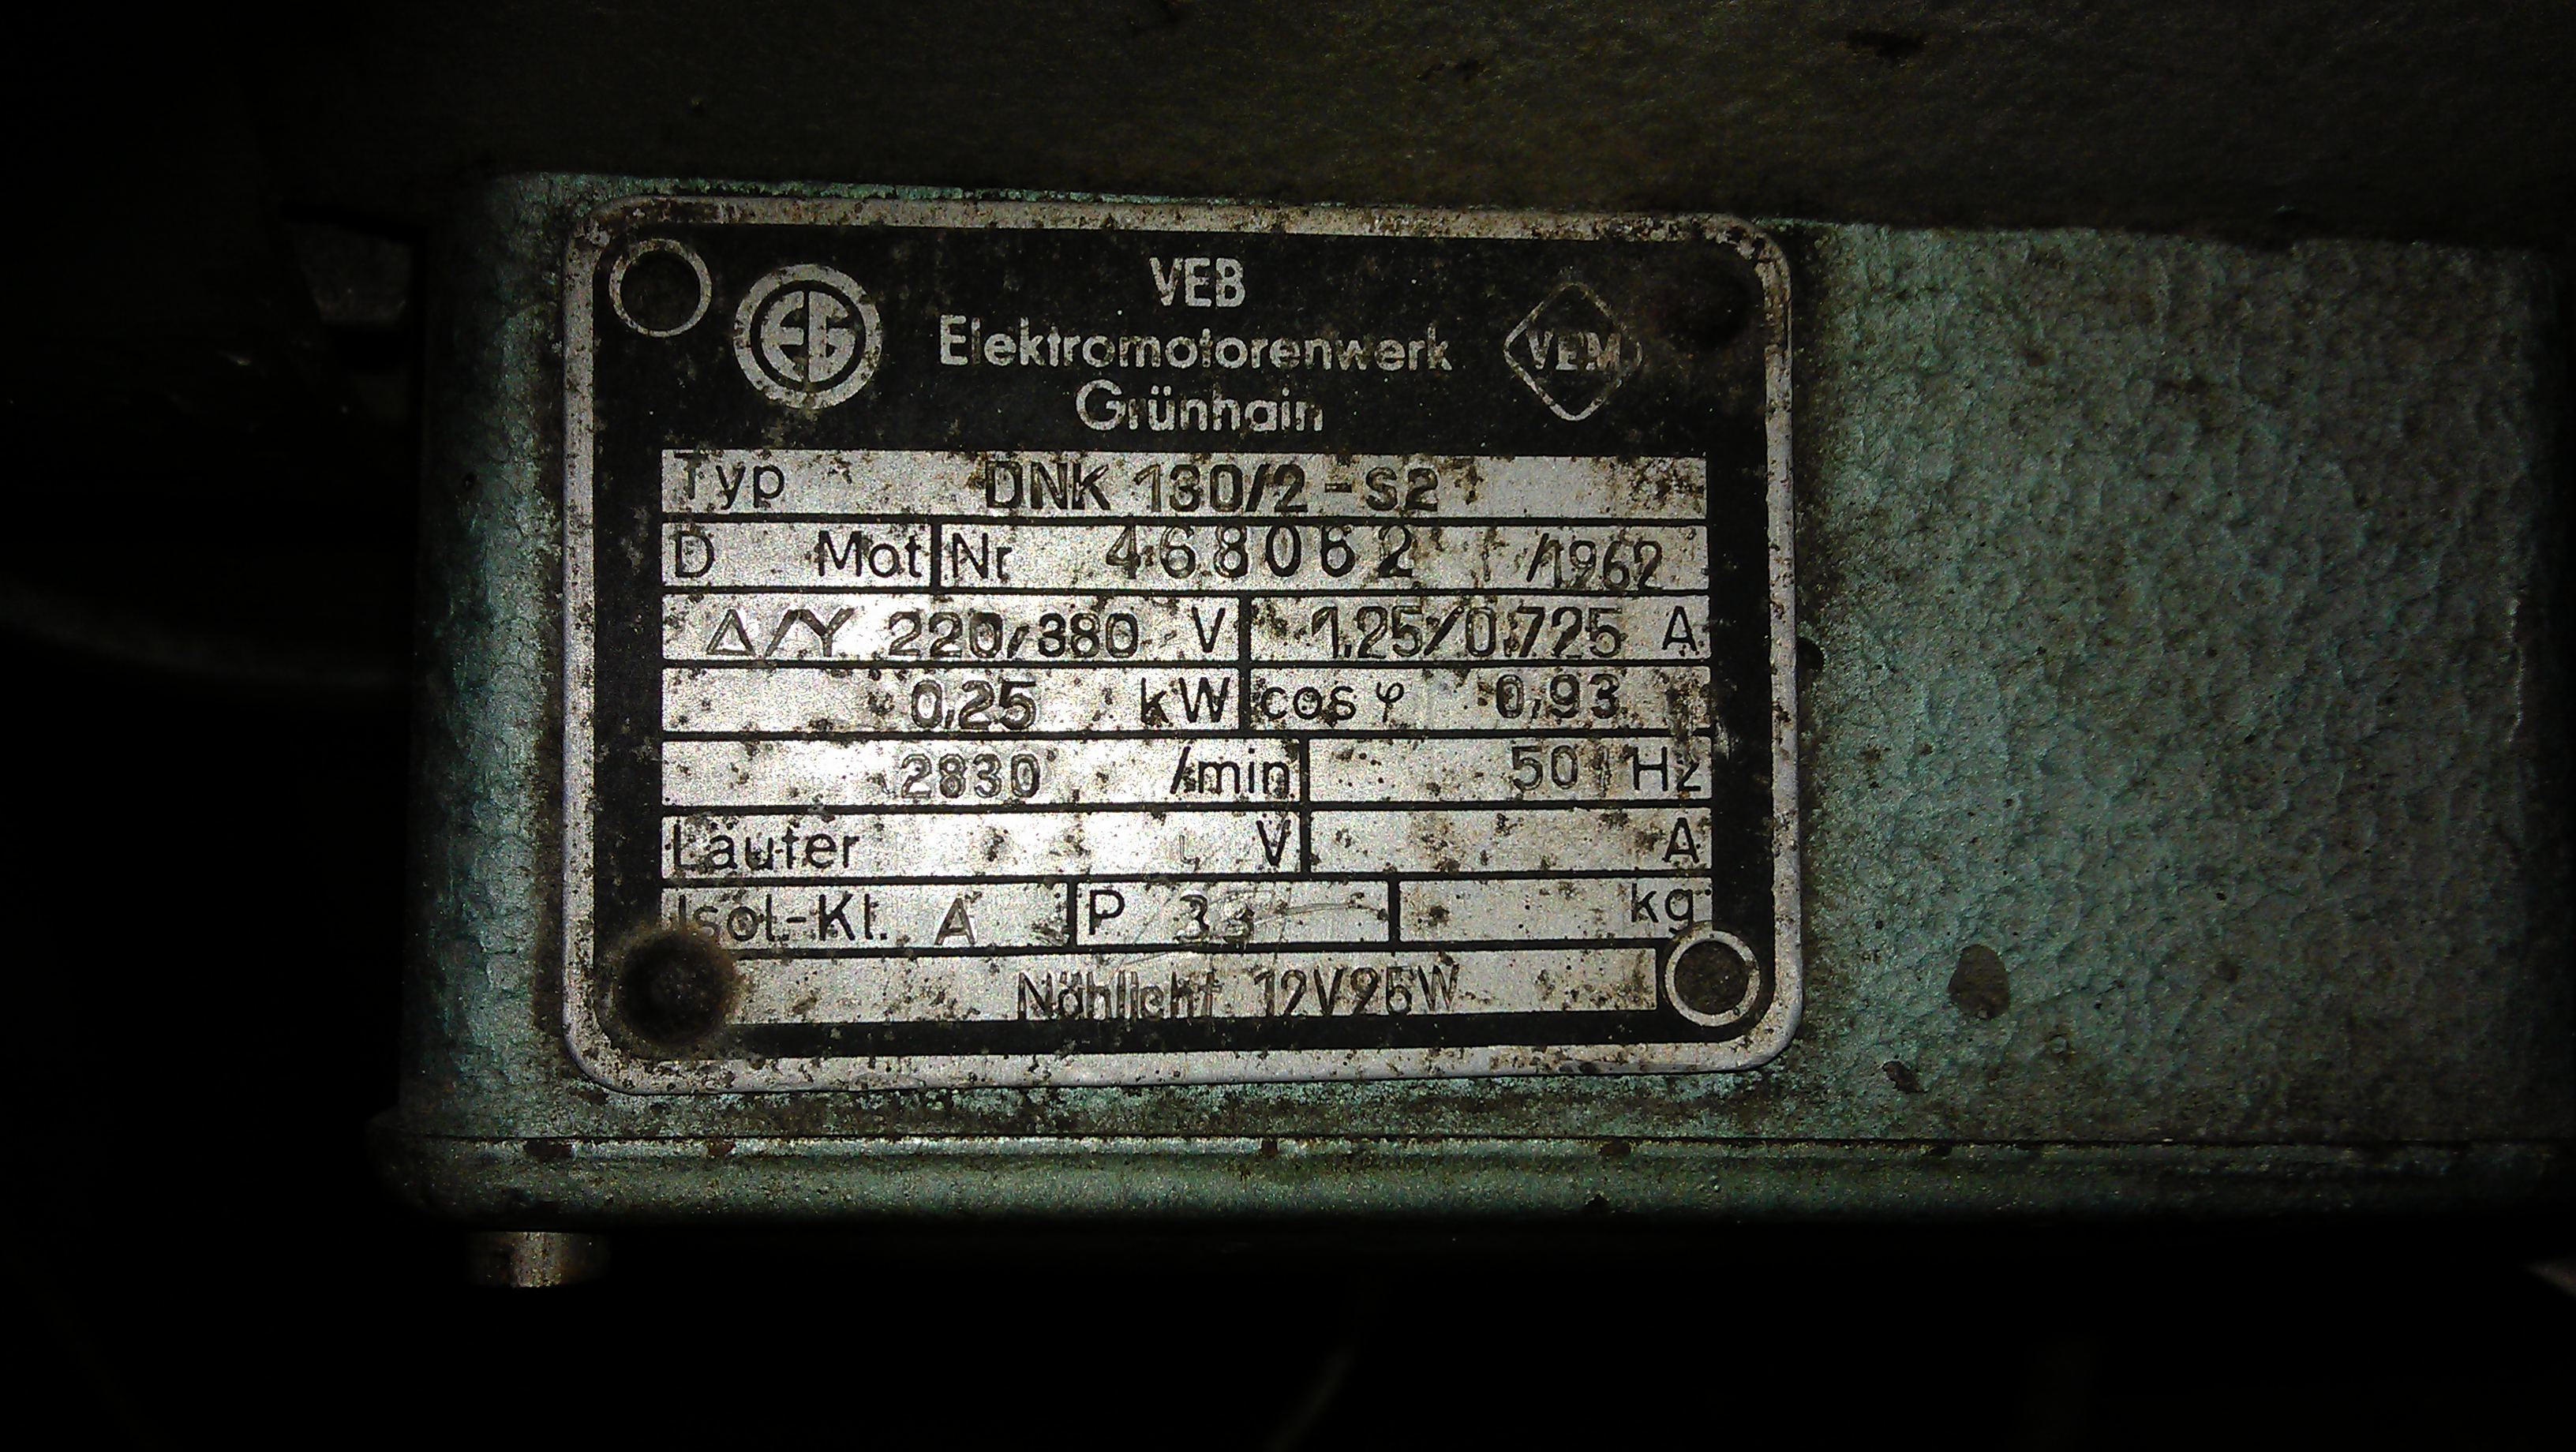 VEB
EG
Elektromotorenwerk
VEM
Grünhain
Typ DNK 130/2-S2
D Mot Nr 468062 /1962
Δ/Y 220/380 V 1,25/0,725 A
0,25 kW cos φ 0,93
2830 /min 50 Hz
Läufer V A
Isol.-Kl. A P 33 kg
Nählicht 12V25W